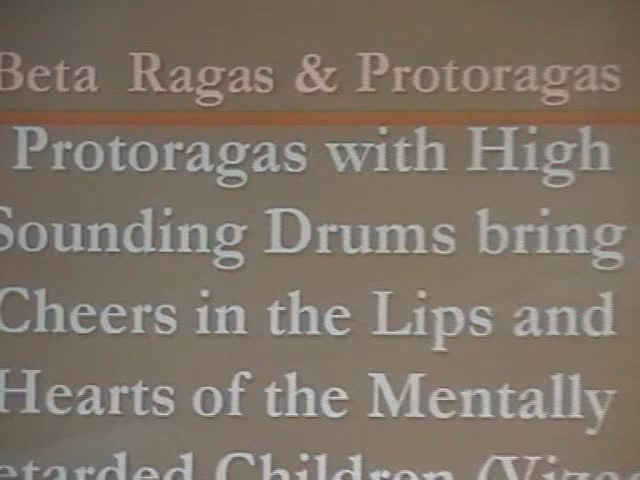 Beta Ragas & Protoragas
Protoragas with High
Sounding Drums bring
Cheers in the Lips and
Hearts of the Mentally
Children